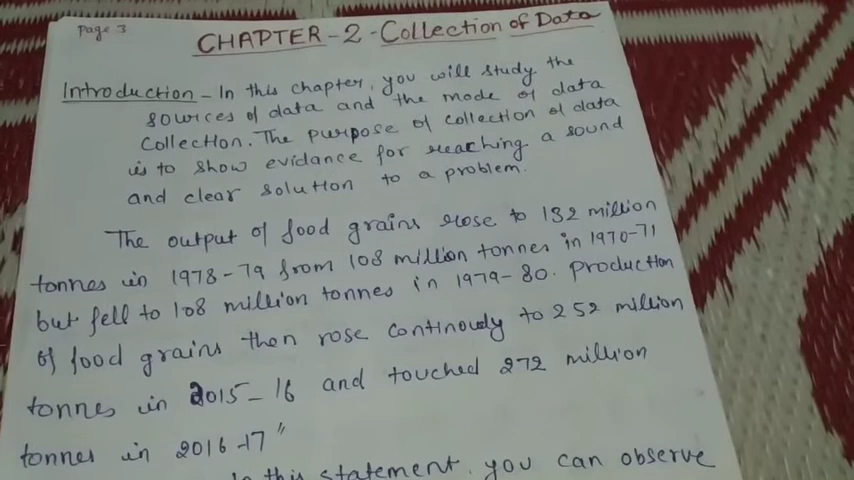 Page 3
CHAPTER-2-Collection of Data
Introduction - In this chapter, you will study the
sources of data and the mode of data
Collection. The purpose of collection of data
is to show evidence for reaching a sound
and clear solution to a problem.
The output of food grains rose to 132 million
tonnes in 1978-79 from 108 million tonnes in 1970-71
but fell to 108 million tonnes in 1979-80. production
of food grains then rose continously to 252 million
tonnes in 2015-16 and touched 272 million
tonnes in 2016-17"
In this statement, you can observe